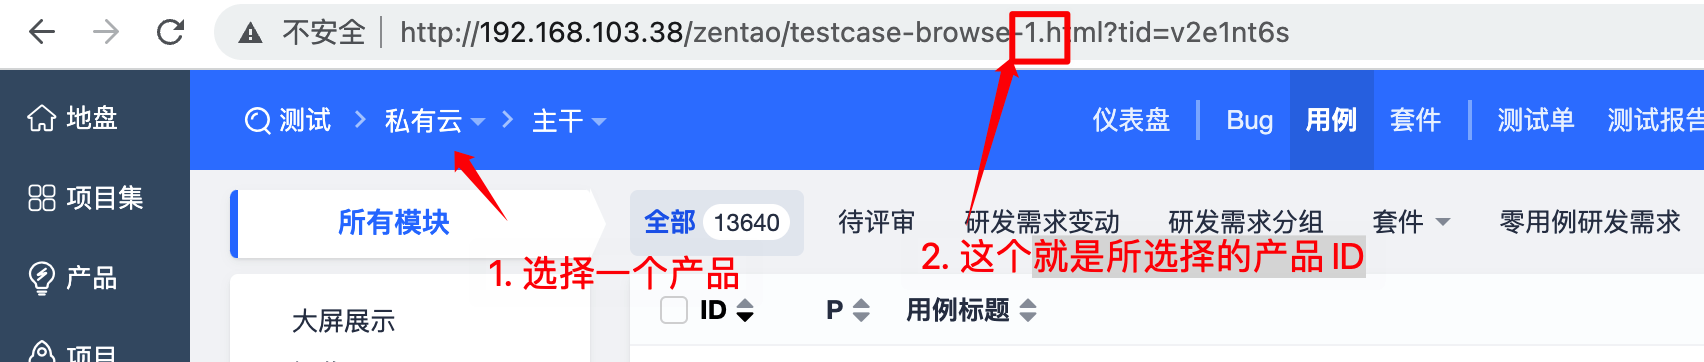 不安全 http://192.168.103.38/zentao/testcase-browse-1.html?tid=v2e1nt6s
地盘 测试 私有云 主干 仪表盘 Bug 用例 套件 测试单 测试报告
项目集
所有模块 全部 13640 待评审 研发需求变动 研发需求分组 套件 零用例研发需求
1. 选择一个产品 2. 这个就是所选择的产品 ID
产品
大屏展示 ID P 用例标题
项目